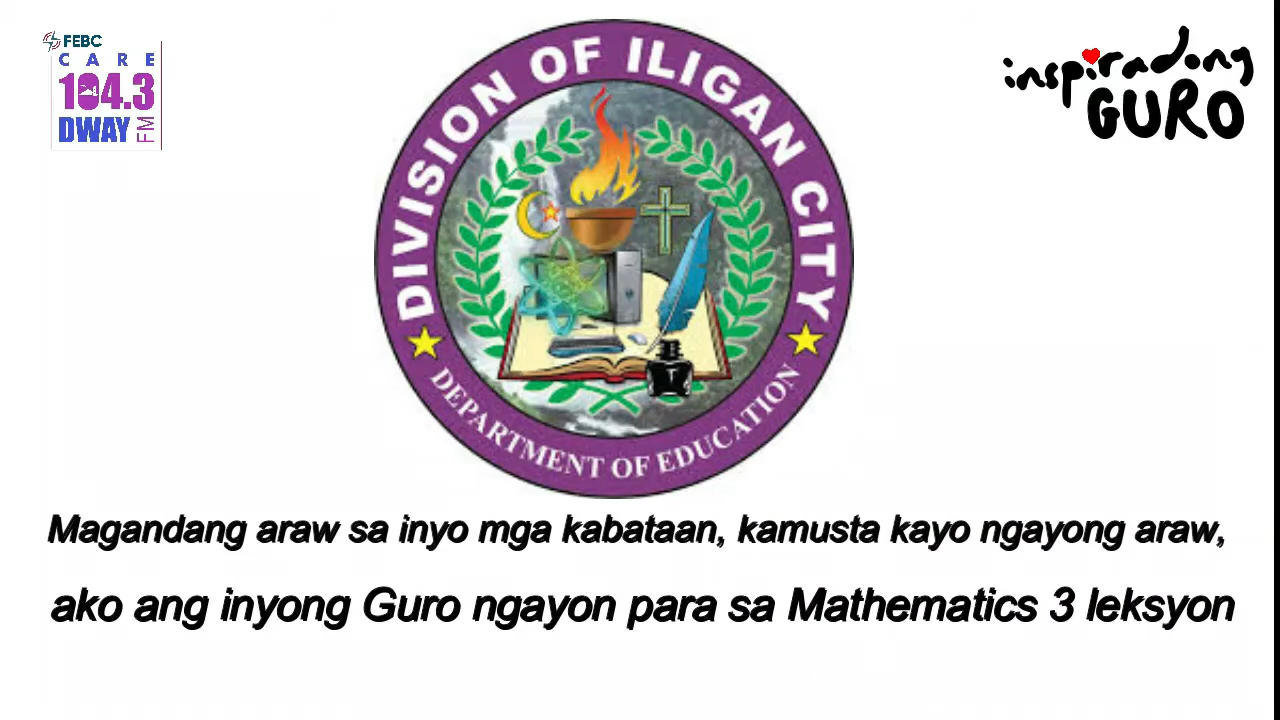 FEBC
CARE
104.3
DWAY FM
inspiradong
GURO
DIVISION OF ILIGAN CITY
DEPARTMENT OF EDUCATION
Magandang araw sa inyo mga kabataan, kamusta kayo ngayong araw,
ako ang inyong Guro ngayon para sa Mathematics 3 leksyon